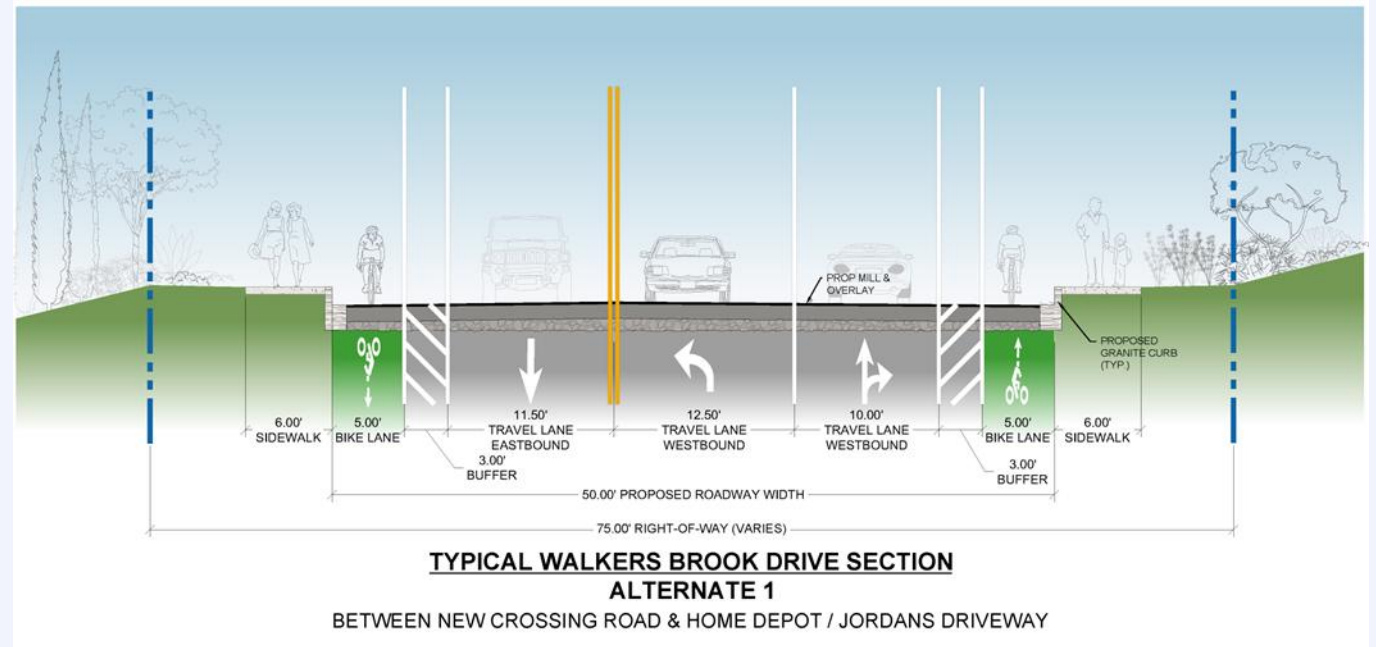 PROP MILL &
OVERLAY
PROPOSED
GRANITE CURB
(TYP.)
6.00'
SIDEWALK
5.00'
BIKE LANE
3.00'
BUFFER
11.50'
TRAVEL LANE
EASTBOUND
12.50'
TRAVEL LANE
WESTBOUND
10.00'
TRAVEL LANE
WESTBOUND
3.00'
BUFFER
5.00'
BIKE LANE
6.00'
SIDEWALK
50.00' PROPOSED ROADWAY WIDTH
75.00' RIGHT-OF-WAY (VARIES)
TYPICAL WALKERS BROOK DRIVE SECTION
ALTERNATE 1
BETWEEN NEW CROSSING ROAD & HOME DEPOT / JORDANS DRIVEWAY